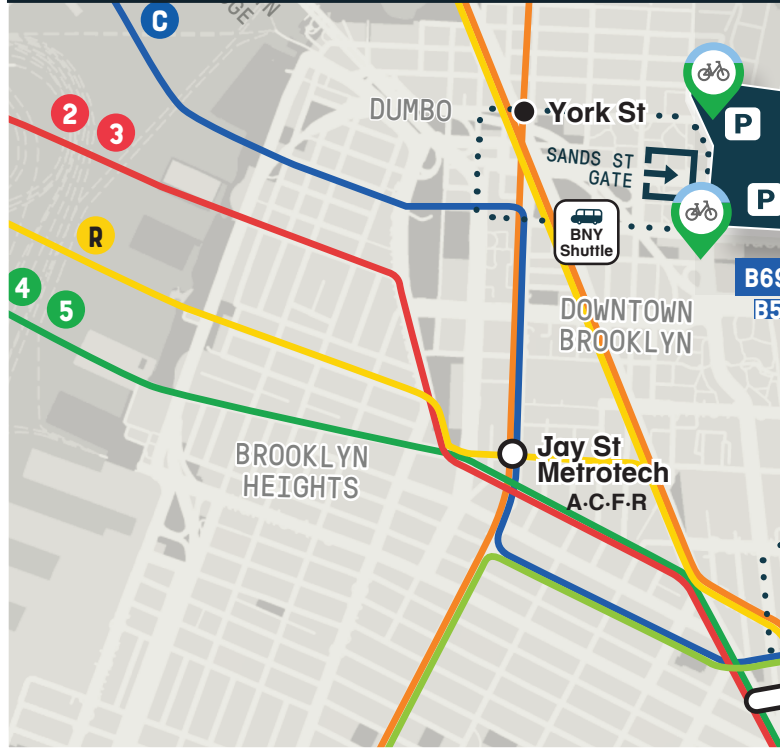 C
2
3
DUMBO
York St
P
SANDS ST
GATE
P
R
BNY
Shuttle
4
5
DOWNTOWN
BROOKLYN
BROOKLYN
HEIGHTS
Jay St
Metrotech
A·C·F·R